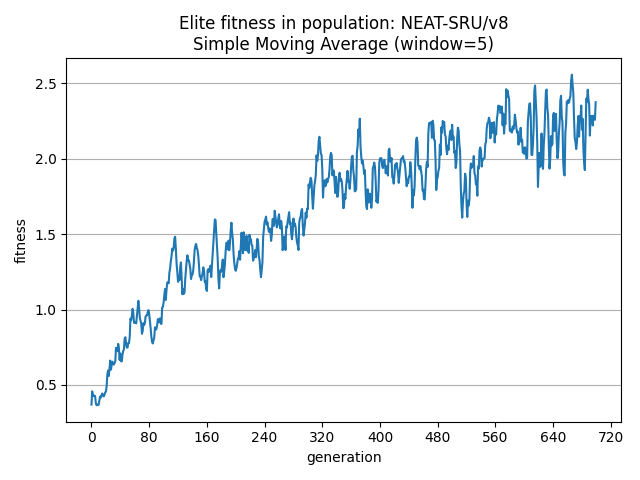 Elite fitness in population: NEAT-SRU/v8
Simple Moving Average (window=5)
fitness
2.5
2.0
1.5
1.0
0.5
0 80 160 240 320 400 480 560 640 720
generation